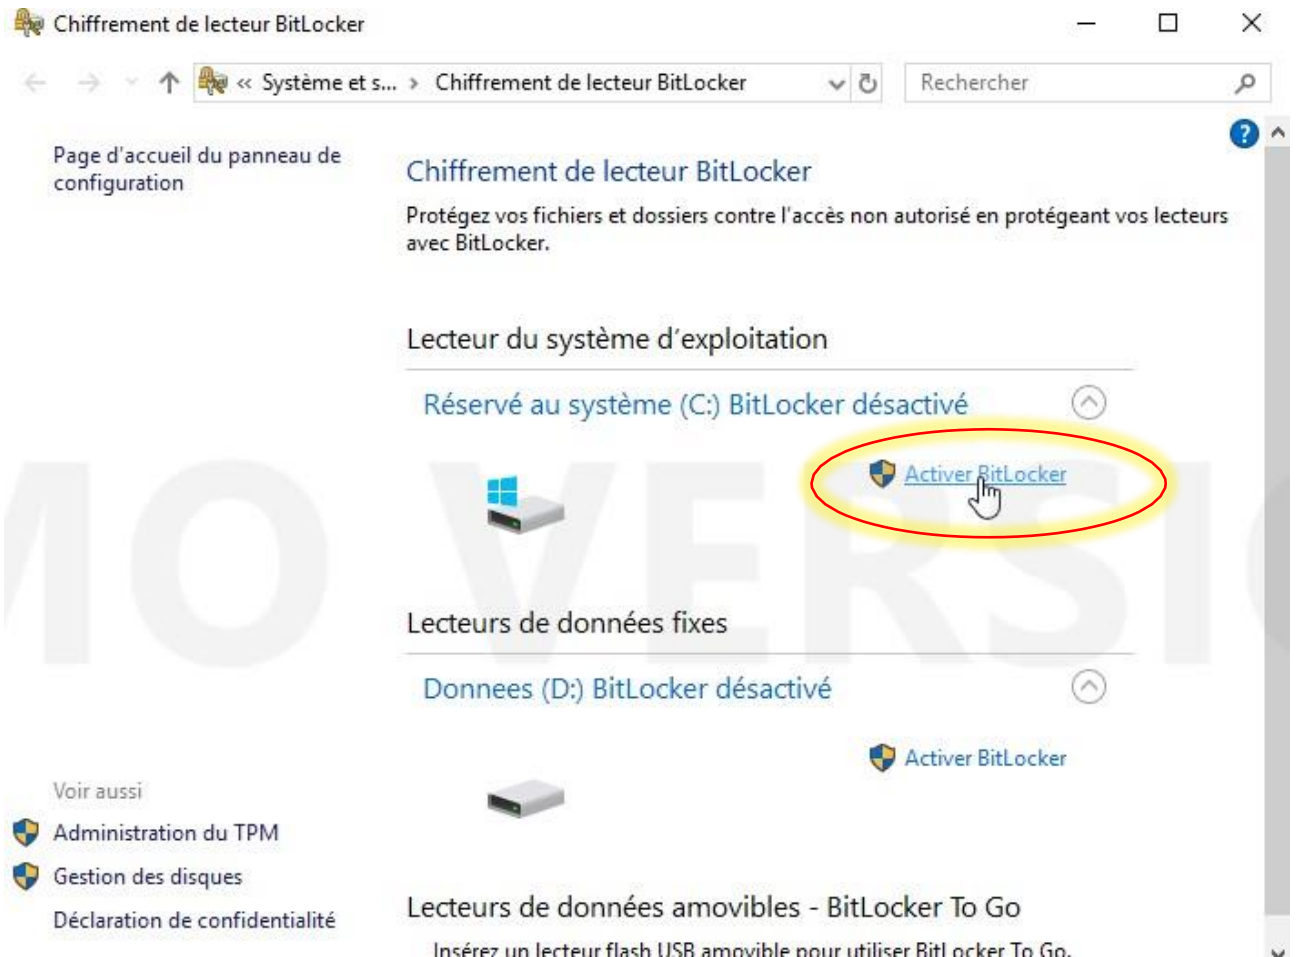 Chiffrement de lecteur BitLocker
« Système et s... › Chiffrement de lecteur BitLocker
Rechercher
Page d'accueil du panneau de
configuration
Chiffrement de lecteur BitLocker
Protégez vos fichiers et dossiers contre l'accès non autorisé en protégeant vos lecteurs
avec BitLocker.
Lecteur du système d'exploitation
Réservé au système (C:) BitLocker désactivé
Activer BitLocker
MO VERSIO
Lecteurs de données fixes
Donnees (D:) BitLocker désactivé
Activer BitLocker
Voir aussi
Administration du TPM
Gestion des disques
Déclaration de confidentialité
Lecteurs de données amovibles - BitLocker To Go
Insérez un lecteur flash USB amovible pour utiliser BitLocker To Go.